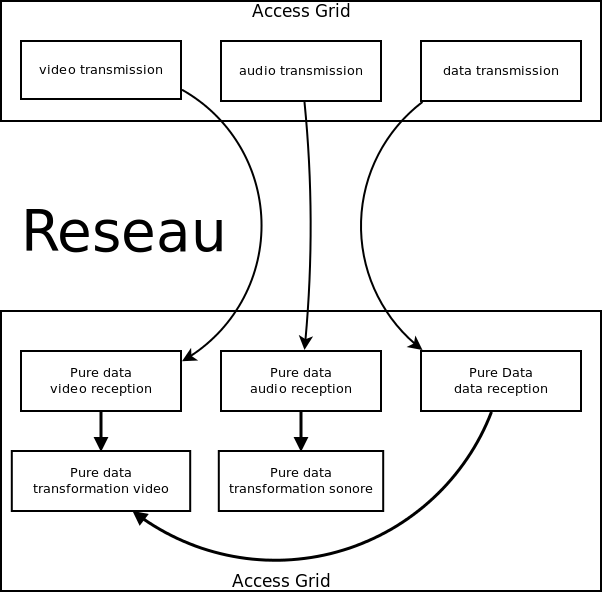 Access Grid
video transmission
audio transmission
data transmission
Reseau
Pure data
video reception
Pure data
audio reception
Pure Data
data reception
Pure data
transformation video
Pure data
transformation sonore
Access Grid